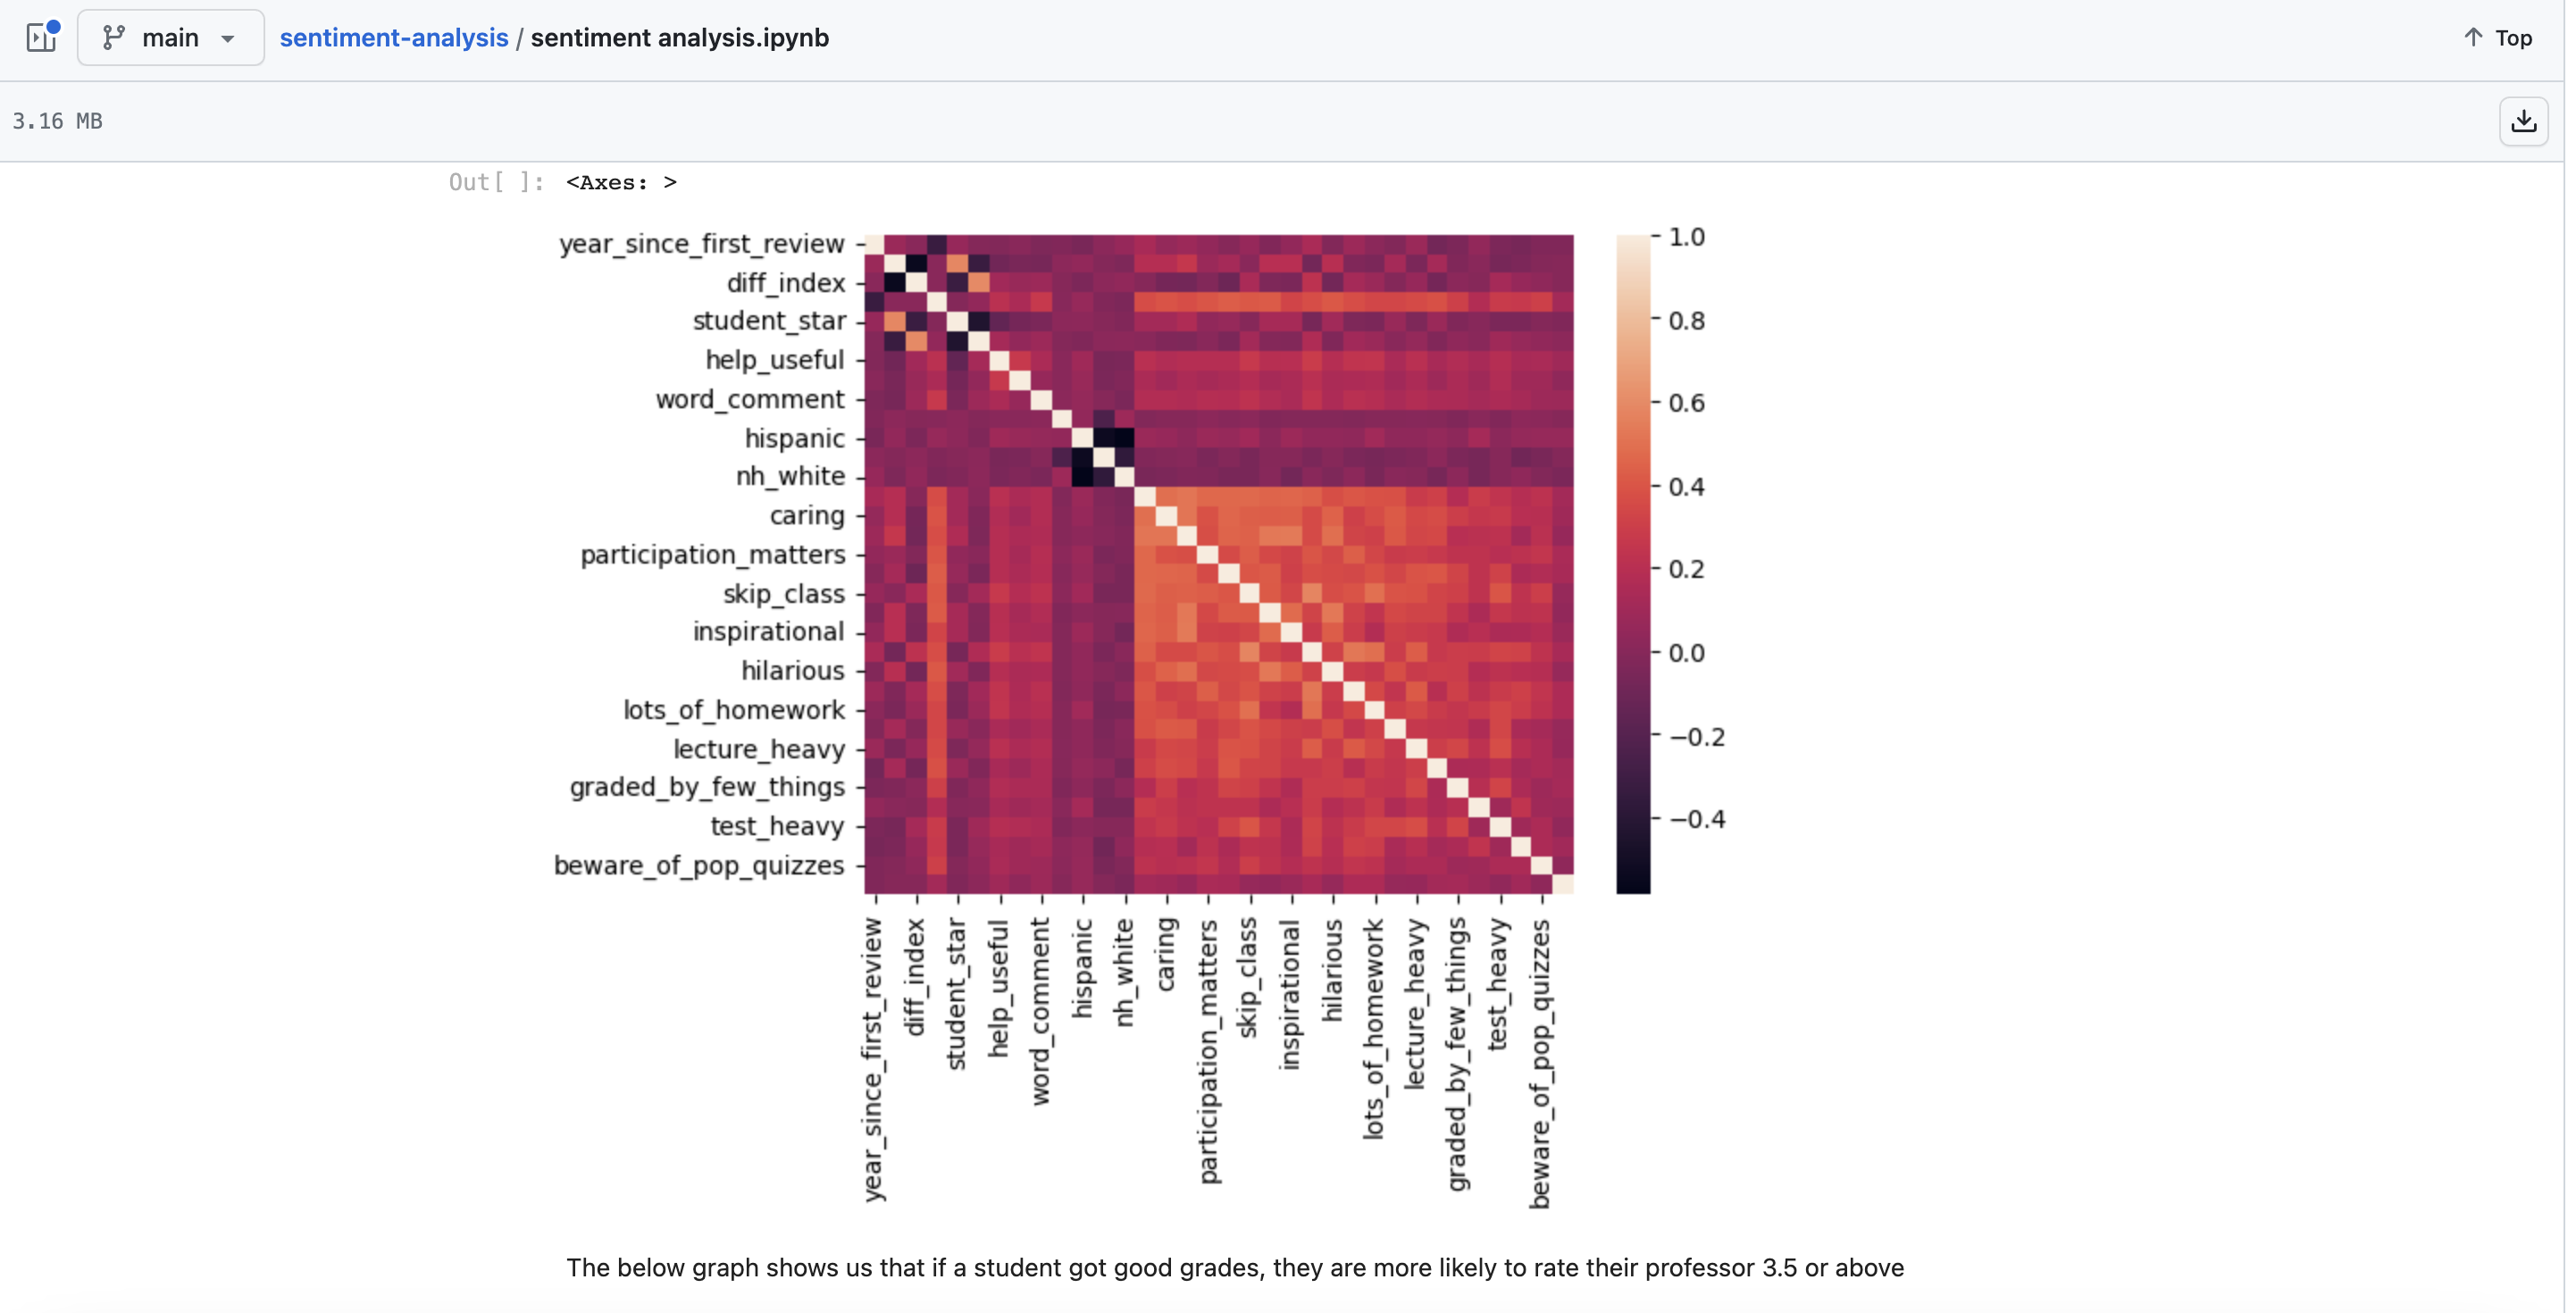 main sentiment-analysis / sentiment analysis.ipynb Top
3.16 MB
Out[ ]: <Axes: >
year_since_first_review
diff_index
student_star
help_useful
word_comment
hispanic
nh_white
caring
participation_matters
skip_class
inspirational
hilarious
lots_of_homework
lecture_heavy
graded_by_few_things
test_heavy
beware_of_pop_quizzes
1.0
0.8
0.6
0.4
0.2
0.0
−0.2
−0.4
year_since_first_review
diff_index
student_star
help_useful
word_comment
hispanic
nh_white
caring
participation_matters
skip_class
inspirational
hilarious
lots_of_homework
lecture_heavy
graded_by_few_things
test_heavy
beware_of_pop_quizzes
The below graph shows us that if a student got good grades, they are more likely to rate their professor 3.5 or above